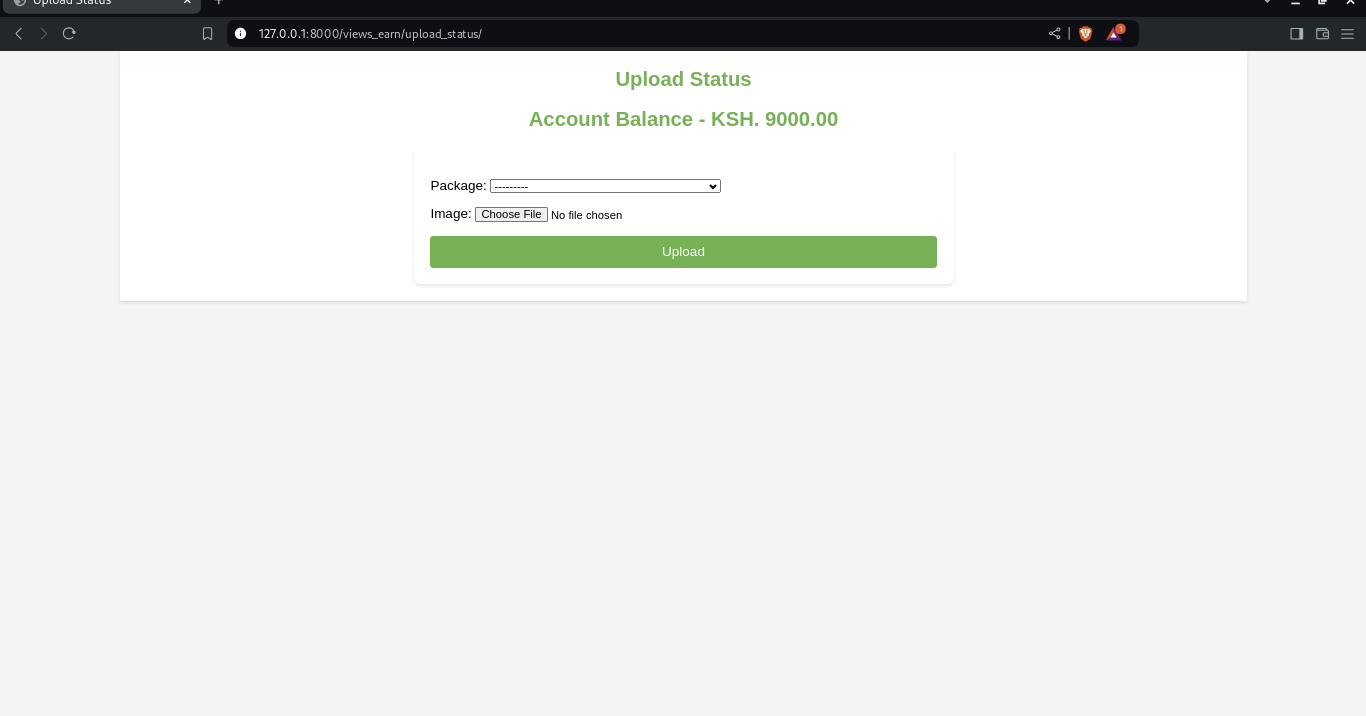 Upload Status
127.0.0.1:8000/views_earn/upload_status/
Upload Status
Account Balance - KSH. 9000.00
Package: ---------
Image: Choose File No file chosen
Upload